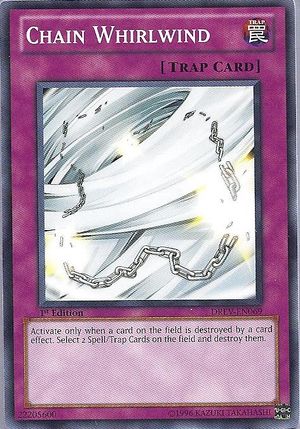 Chain Whirlwind
TRAP
罠
[Trap Card]
1st Edition
DREV-EN069
Activate only when a card on the field is destroyed by a card
effect. Select 2 Spell/Trap Cards on the field and destroy them.
22205600
©1996 KAZUKI TAKAHASHI